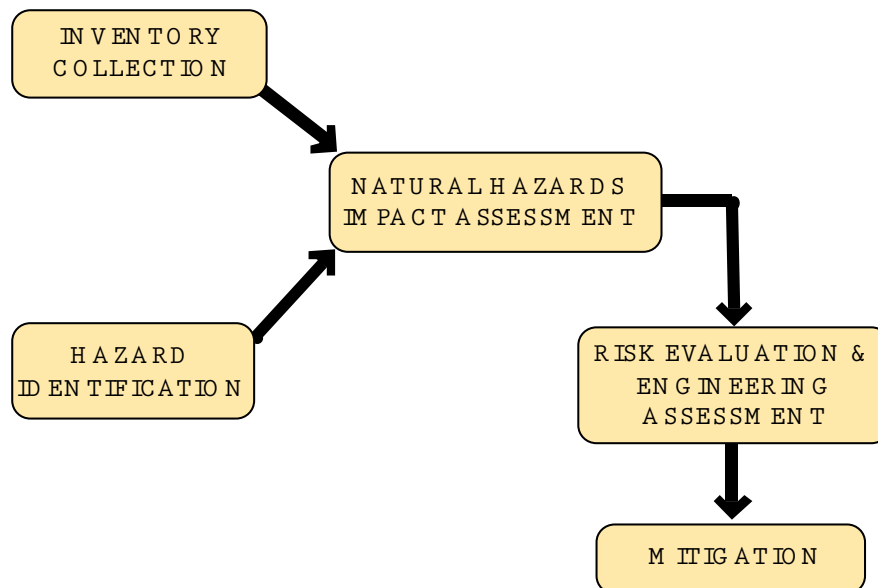 INVENTORY
COLLECTION
NATURAL HAZARDS
IMPACT ASSESSMENT
HAZARD
IDENTIFICATION
RISK EVALUATION &
ENGINEERING
ASSESSMENT
MITIGATION